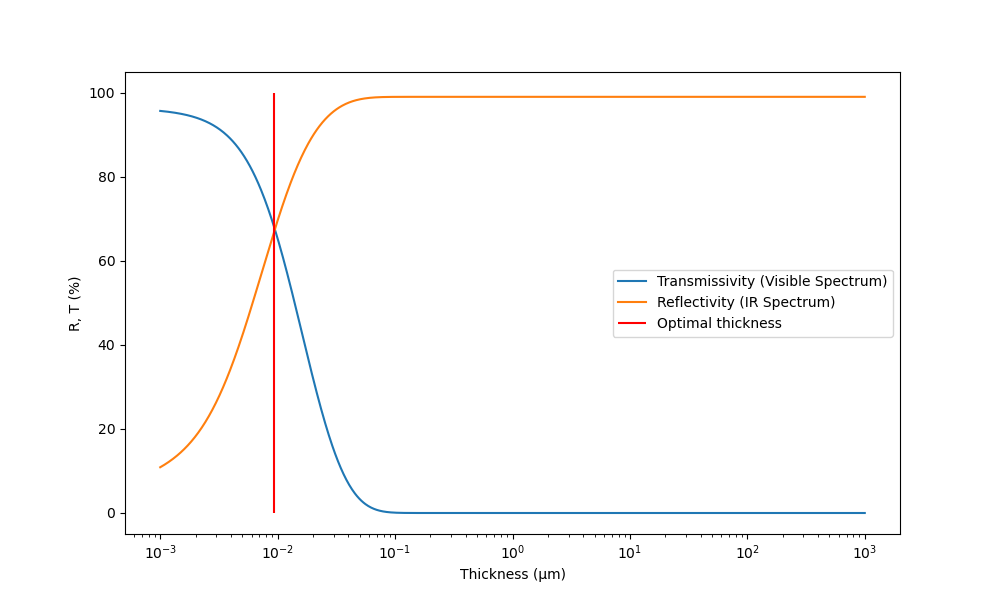 100
80
60
40
20
0
R, T (%)
Transmissivity (Visible Spectrum)
Reflectivity (IR Spectrum)
Optimal thickness
10⁻³ 10⁻² 10⁻¹ 10⁰ 10¹ 10² 10³
Thickness (μm)